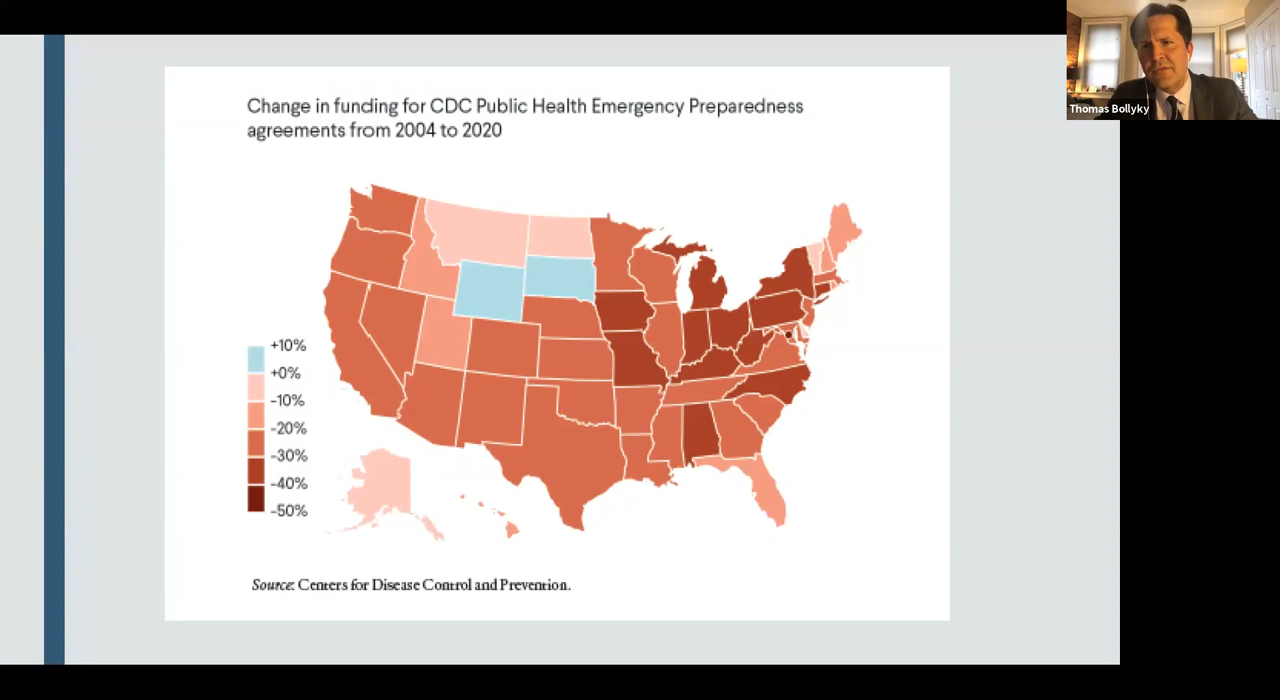 Thomas Bollyky
Change in funding for CDC Public Health Emergency Preparedness
agreements from 2004 to 2020
+10%
+0%
-10%
-20%
-30%
-40%
-50%
Source: Centers for Disease Control and Prevention.